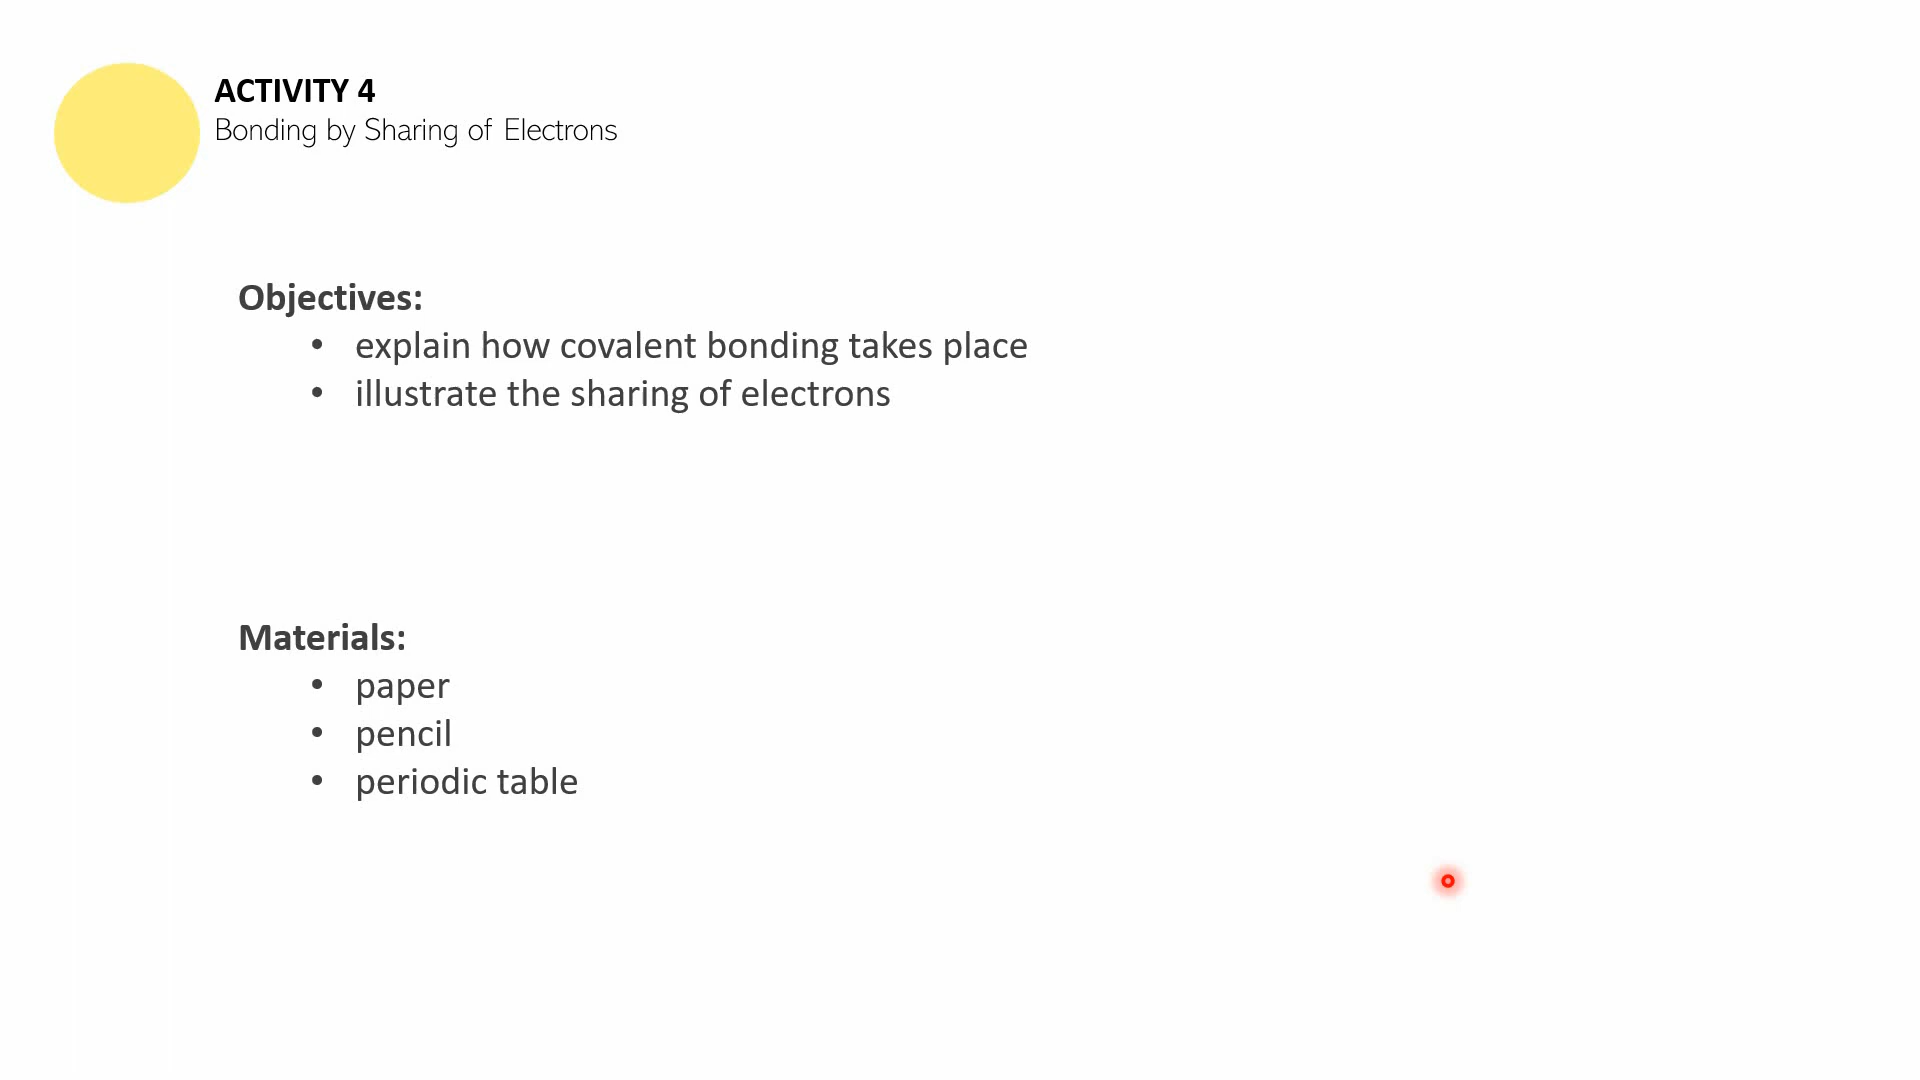 ACTIVITY 4
Bonding by Sharing of Electrons
Objectives:
• explain how covalent bonding takes place
• illustrate the sharing of electrons
Materials:
• paper
• pencil
• periodic table